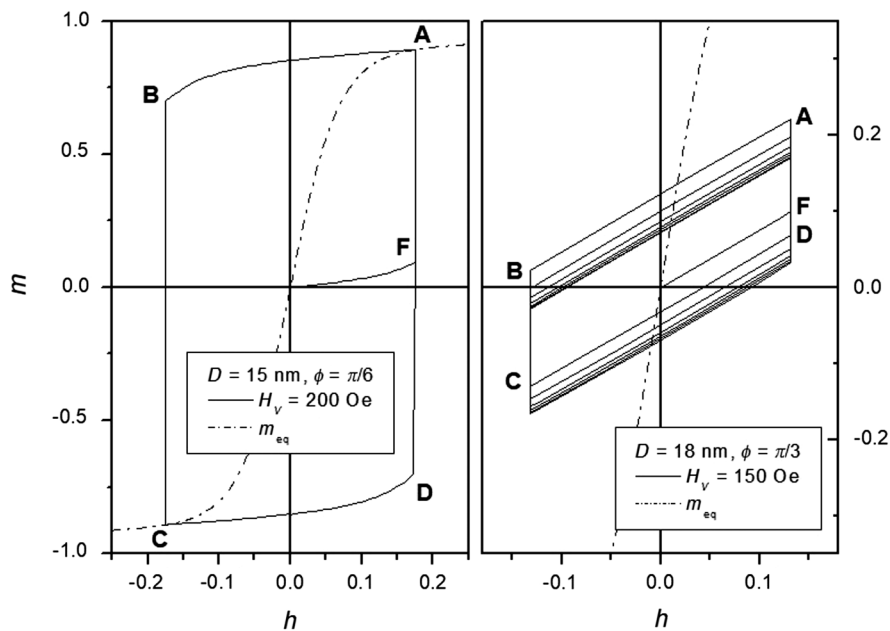 1.0
0.5
0.0
-0.5
-1.0
m
A
B
F
D
C
D = 15 nm, ϕ = π/6
H_V = 200 Oe
m_eq
-0.2
-0.1
0.0
0.1
0.2
h
A
F
D
B
C
0.2
0.0
-0.2
D = 18 nm, ϕ = π/3
H_V = 150 Oe
m_eq
-0.1
0.0
0.1
h